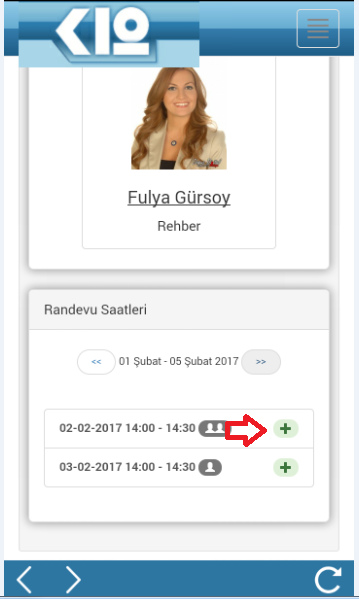 K12
Fulya Gürsoy
Rehber
Randevu Saatleri
<< 01 Şubat - 05 Şubat 2017 >>
02-02-2017 14:00 - 14:30
03-02-2017 14:00 - 14:30